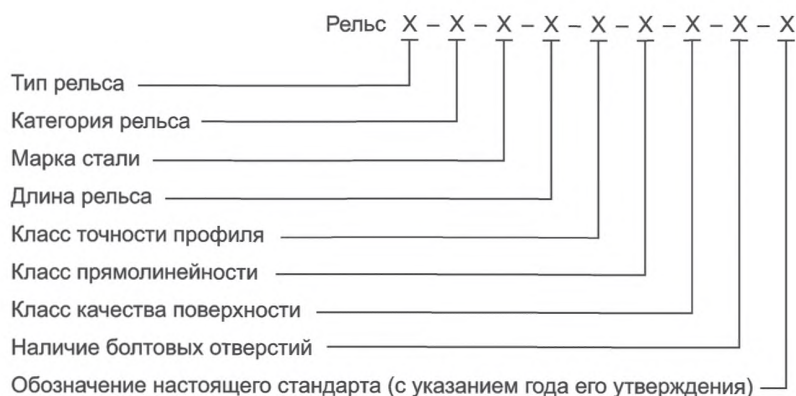 Рельс X – X – X – X – X – X – X – X – X
Тип рельса
Категория рельса
Марка стали
Длина рельса
Класс точности профиля
Класс прямолинейности
Класс качества поверхности
Наличие болтовых отверстий
Обозначение настоящего стандарта (с указанием года его утверждения)